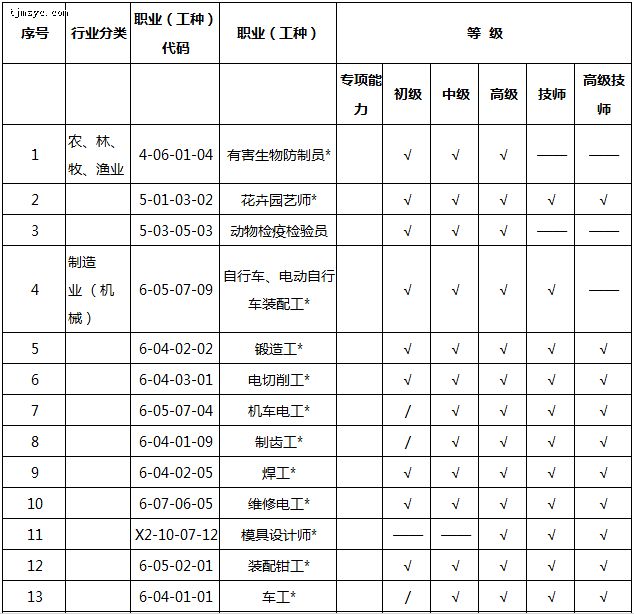 tjmsyc.com
序号 行业分类 职业（工种）代码 职业（工种） 等 级
专项能力 初级 中级 高级 技师 高级技师
1 农、林、牧、渔业 4-06-01-04 有害生物防制员* √ √ √ —— ——
2 5-01-03-02 花卉园艺师* √ √ √ √ √
3 5-03-05-03 动物检疫检验员 √ √ √ —— ——
4 制造业（机械） 6-05-07-09 自行车、电动自行车装配工* √ √ √ √ ——
5 6-04-02-02 锻造工* √ √ √ √ √
6 6-04-03-01 电切削工* √ √ √ √ √
7 6-05-07-04 机车电工* / √ √ √ √
8 6-04-01-09 制齿工* / √ √ √ √
9 6-04-02-05 焊工* √ √ √ √ √
10 6-07-06-05 维修电工* √ √ √ √ √
11 X2-10-07-12 模具设计师* —— —— √ √ √
12 6-05-02-01 装配钳工* √ √ √ √ √
13 6-04-01-01 车工* / √ √ √ √